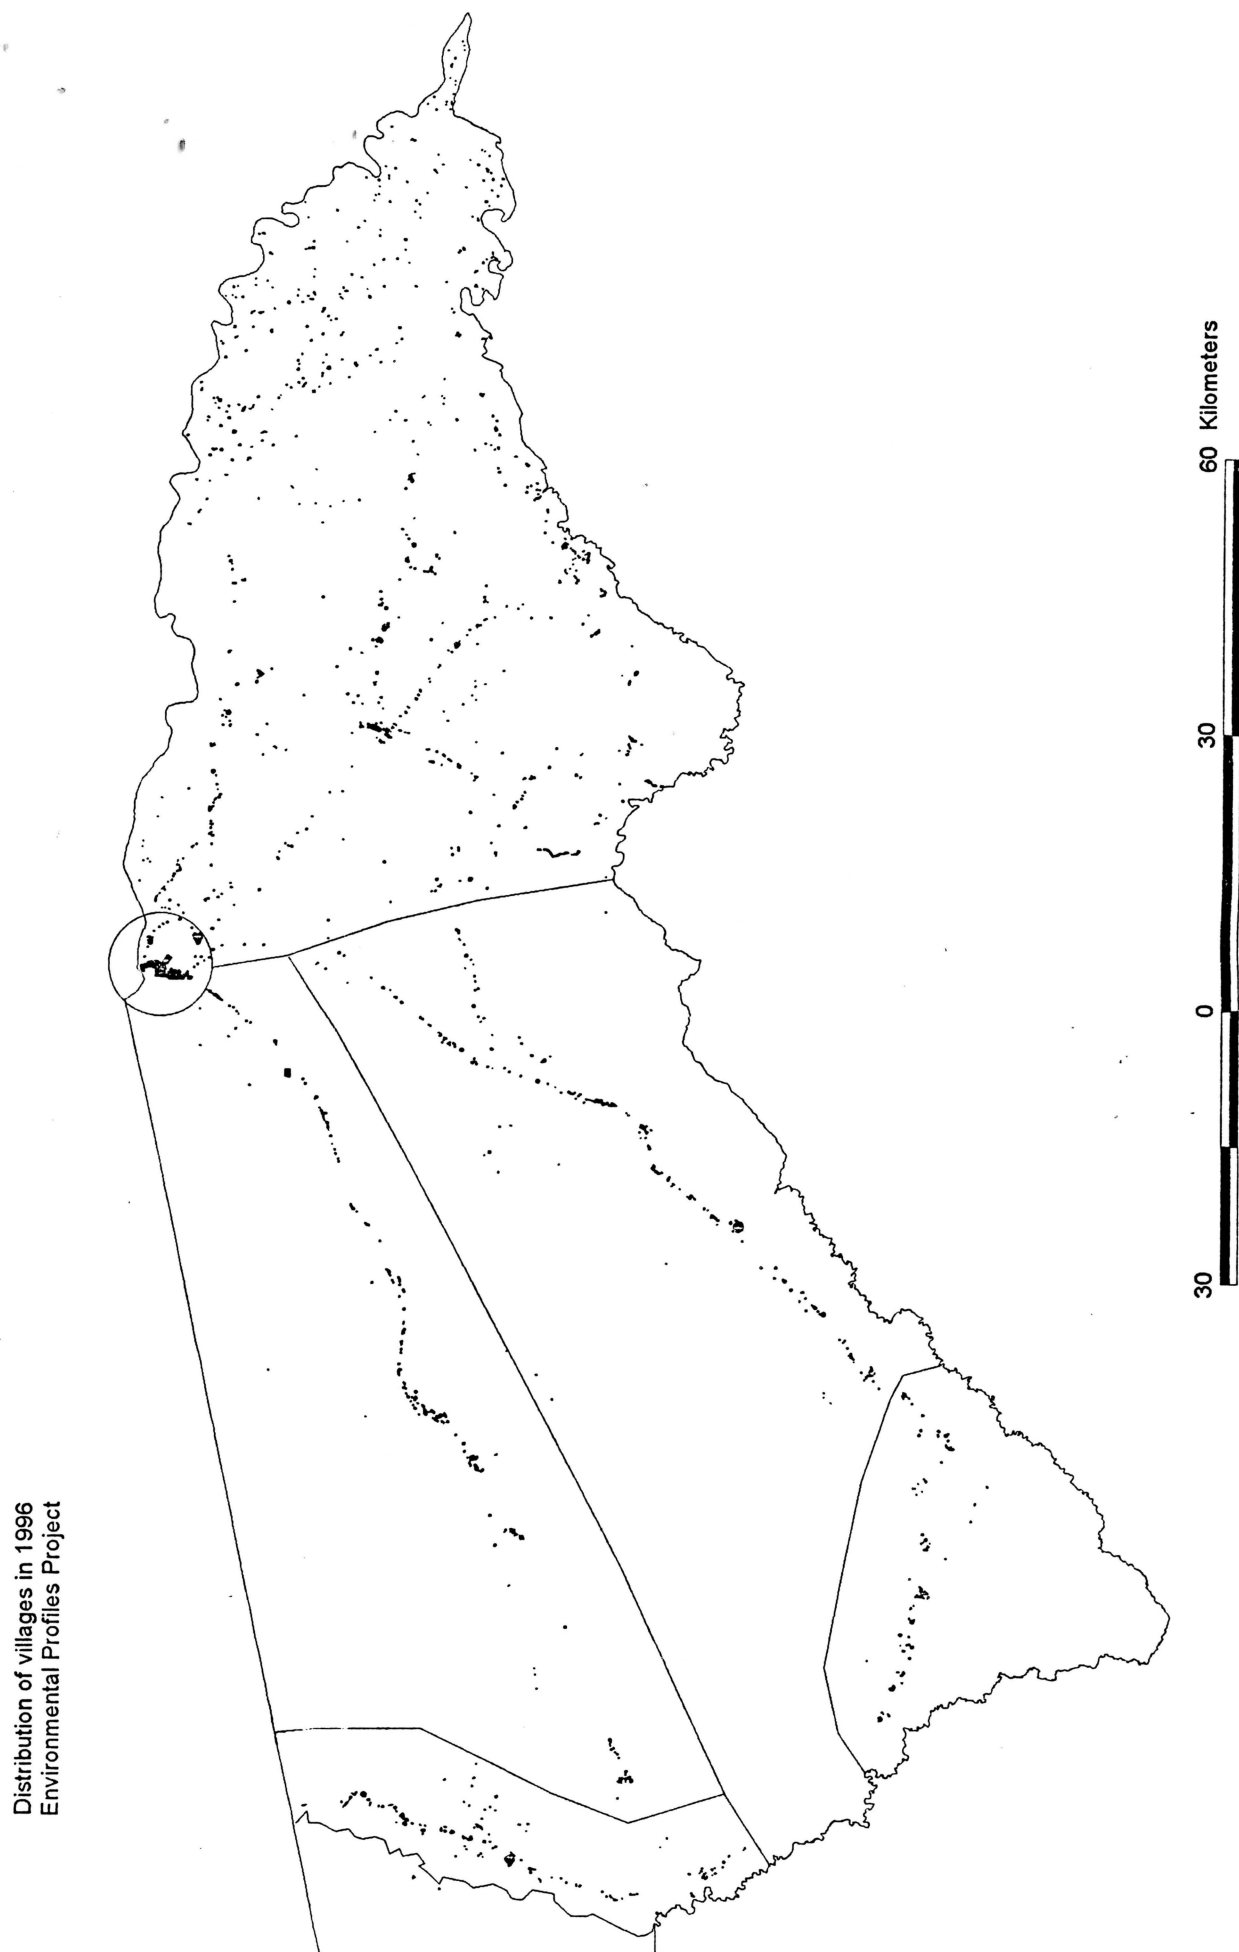 Distribution of villages in 1996
Environmental Profiles Project
30 0 30 60 Kilometers